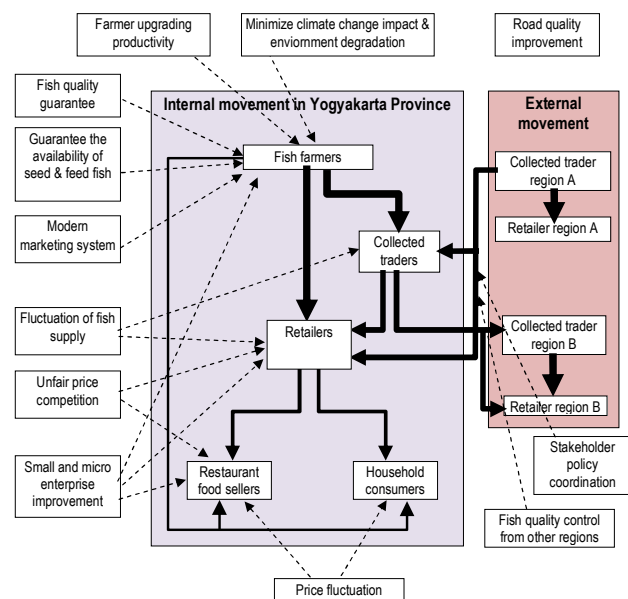 Farmer upgrading
productivity
Minimize climate change impact &
enviornment degradation
Road quality
improvement
Fish quality
guarantee
Internal movement in Yogyakarta Province
External
movement
Guarantee the
availability of
seed & feed fish
Fish farmers
Collected trader
region A
Modern
marketing system
Retailer region A
Collected
traders
Fluctuation of fish
supply
Retailers
Collected trader
region B
Unfair price
competition
Retailer region B
Small and micro
enterprise
improvement
Restaurant
food sellers
Household
consumers
Stakeholder
policy
coordination
Fish quality control
from other regions
Price fluctuation